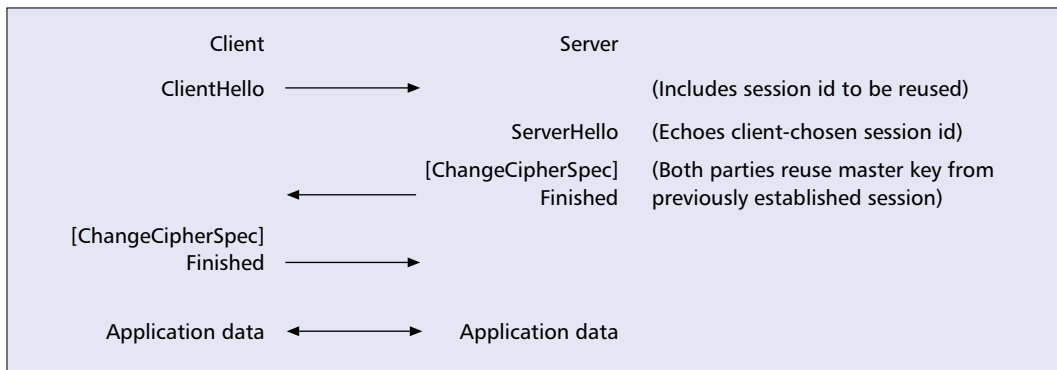 Client Server
ClientHello (Includes session id to be reused)
ServerHello (Echoes client-chosen session id)
[ChangeCipherSpec] (Both parties reuse master key from
Finished previously established session)
[ChangeCipherSpec]
Finished
Application data Application data